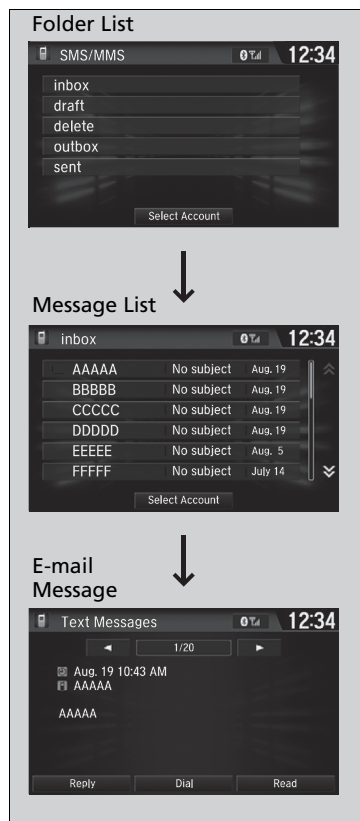 Folder List
SMS/MMS 12:34
inbox
draft
delete
outbox
sent
Select Account
Message List
inbox 12:34
AAAAA No subject Aug. 19
BBBBB No subject Aug. 19
CCCCC No subject Aug. 19
DDDDD No subject Aug. 19
EEEEE No subject Aug. 5
FFFFF No subject July 14
Select Account
E-mail
Message
Text Messages 12:34
1/20
Aug. 19 10:43 AM
AAAAA
AAAAA
Reply Dial Read